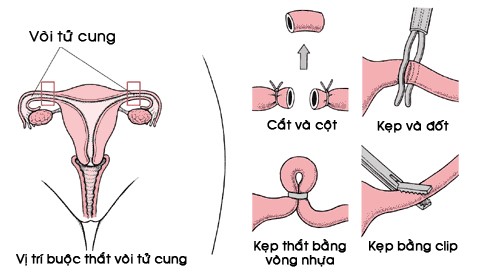 Vòi tử cung
Cắt và cột
Kẹp và đốt
Vị trí buộc thắt vòi tử cung
Kẹp thắt bằng
vòng nhựa
Kẹp bằng clip